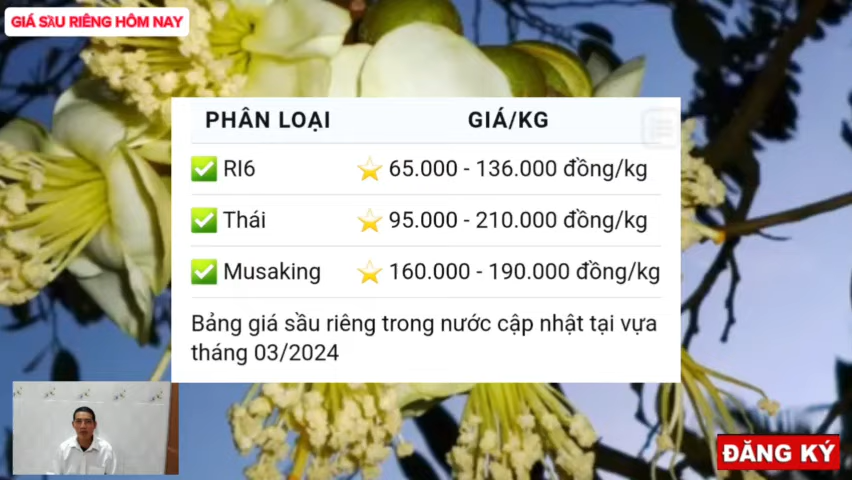 GIÁ SẦU RIÊNG HÔM NAY
PHÂN LOẠI GIÁ/KG
RI6 65.000 - 136.000 đồng/kg
Thái 95.000 - 210.000 đồng/kg
Musaking 160.000 - 190.000 đồng/kg
Bảng giá sầu riêng trong nước cập nhật tại vựa
tháng 03/2024
ĐĂNG KÝ